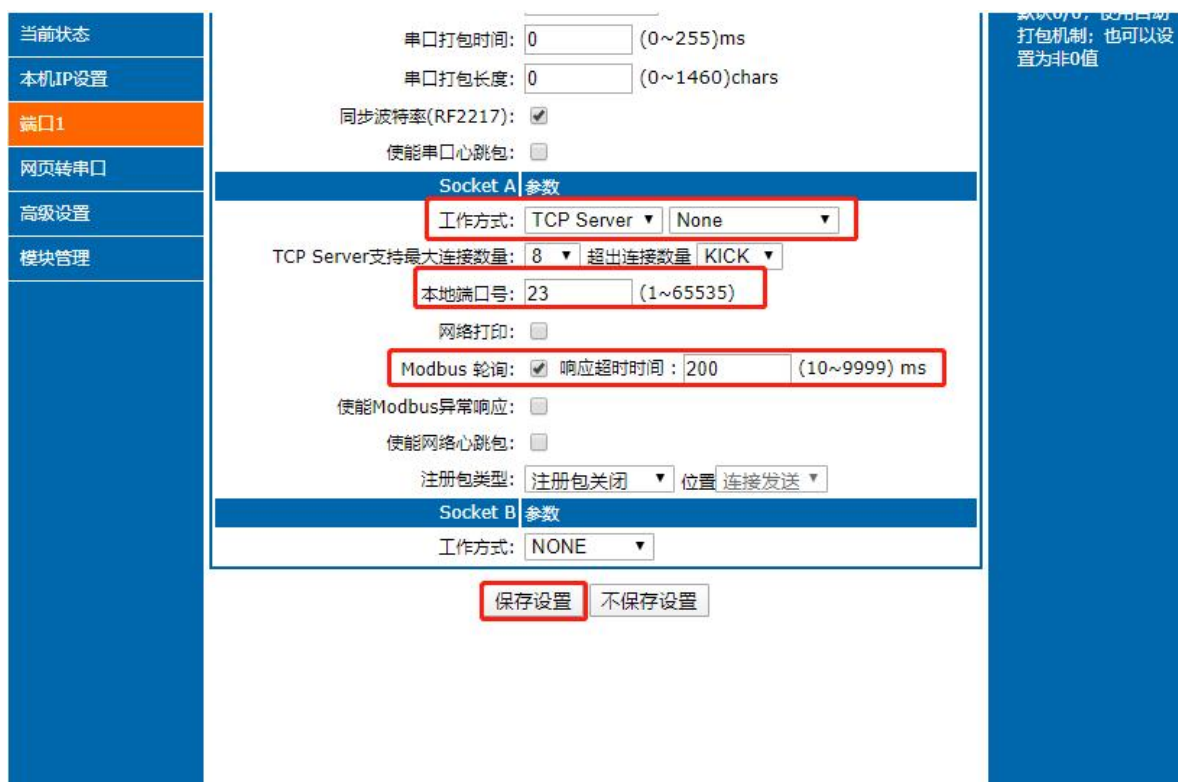 当前状态
本机IP设置
端口1
网页转串口
高级设置
模块管理
串口打包时间: 0 (0~255)ms
串口打包长度: 0 (0~1460)chars
同步波特率(RF2217):
使能串口心跳包:
Socket A 参数
工作方式: TCP Server None
TCP Server支持最大连接数量: 8 超出连接数量 KICK
本地端口号: 23 (1~65535)
网络打印:
Modbus 轮询: 响应超时时间 : 200 (10~9999) ms
使能Modbus异常响应:
使能网络心跳包:
注册包类型: 注册包关闭 位置 连接发送
Socket B 参数
工作方式: NONE
保存设置 不保存设置
默认0/0; 使用自动
打包机制; 也可以设
置为非0值